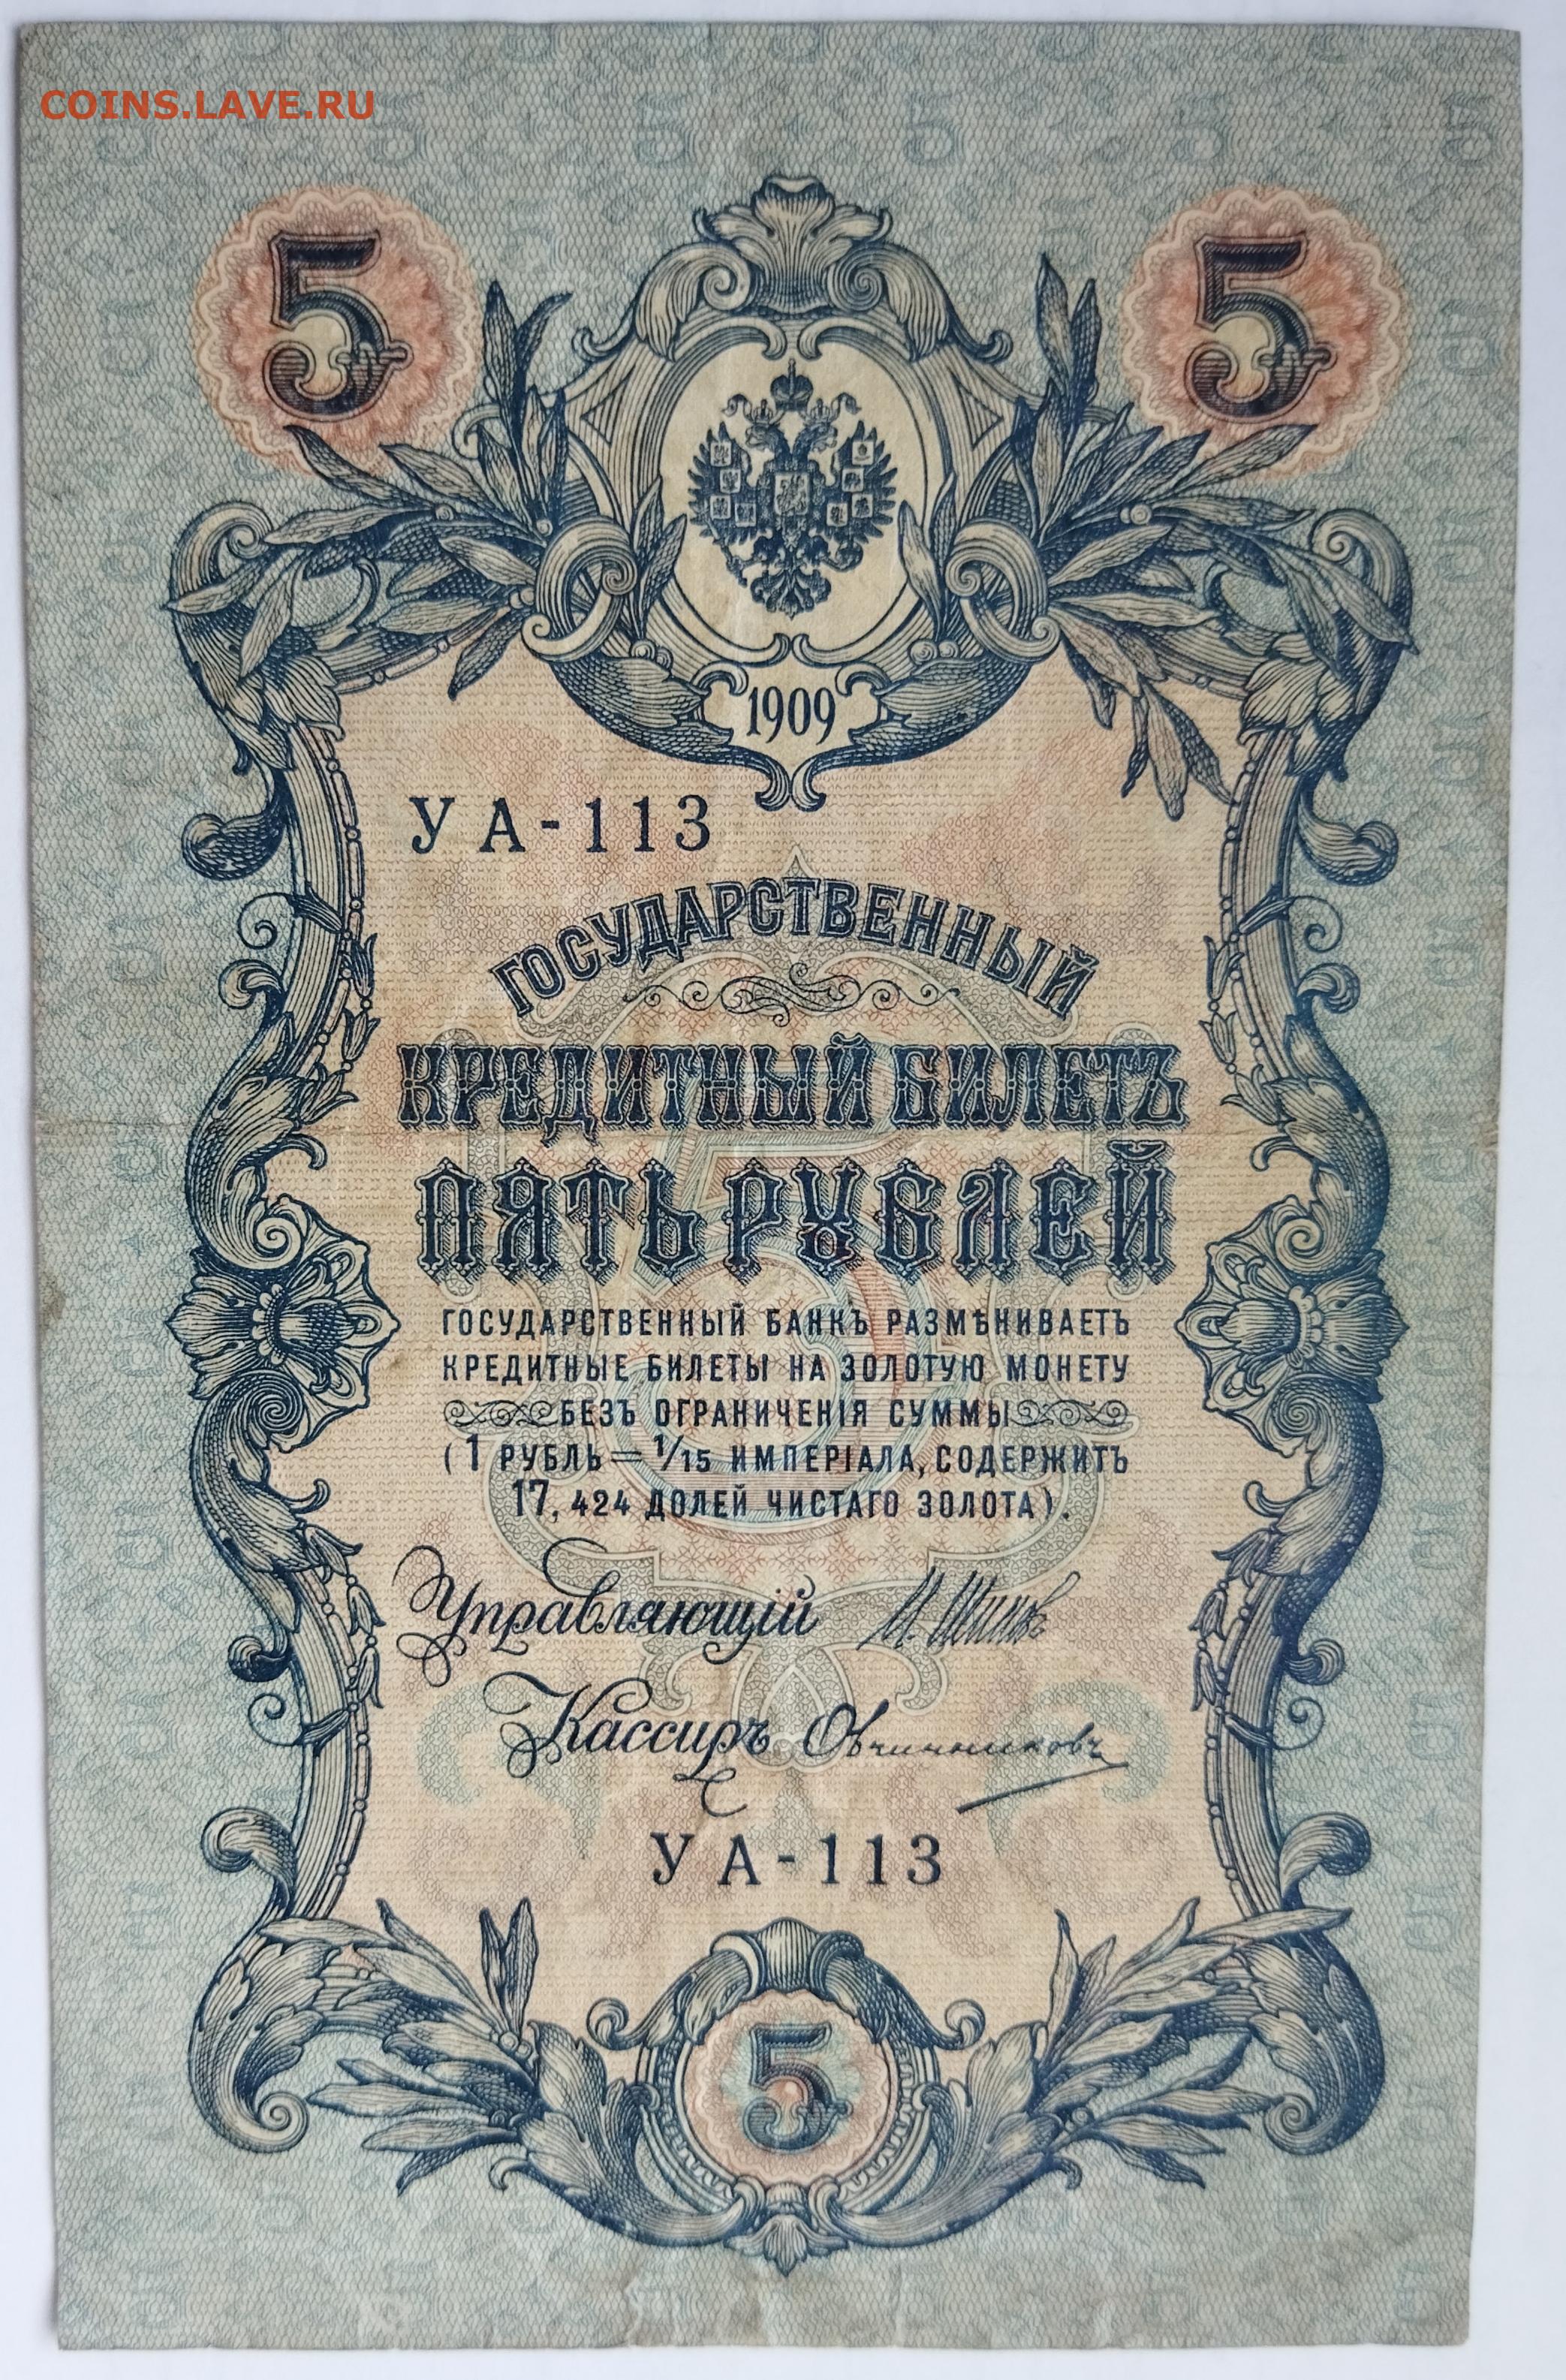 COINS.LAVE.RU
5 5
1909
УА-113
ГОСУДАРСТВЕННЫЙ
КРЕДИТНЫЙ БИЛЕТЪ
ПЯТЬ РУБЛЕЙ
ГОСУДАРСТВЕННЫЙ БАНКЪ РАЗМѢНИВАЕТЪ
КРЕДИТНЫЕ БИЛЕТЫ НА ЗОЛОТУЮ МОНЕТУ
БЕЗЪ ОГРАНИЧЕНІЯ СУММЫ
(1 РУБЛЬ = 1/15 ИМПЕРІАЛА, СОДЕРЖИТЪ
17,424 ДОЛЕЙ ЧИСТАГО ЗОЛОТА).
Управляющій И. Шипов
Кассиръ Овчинниковъ
УА-113
5